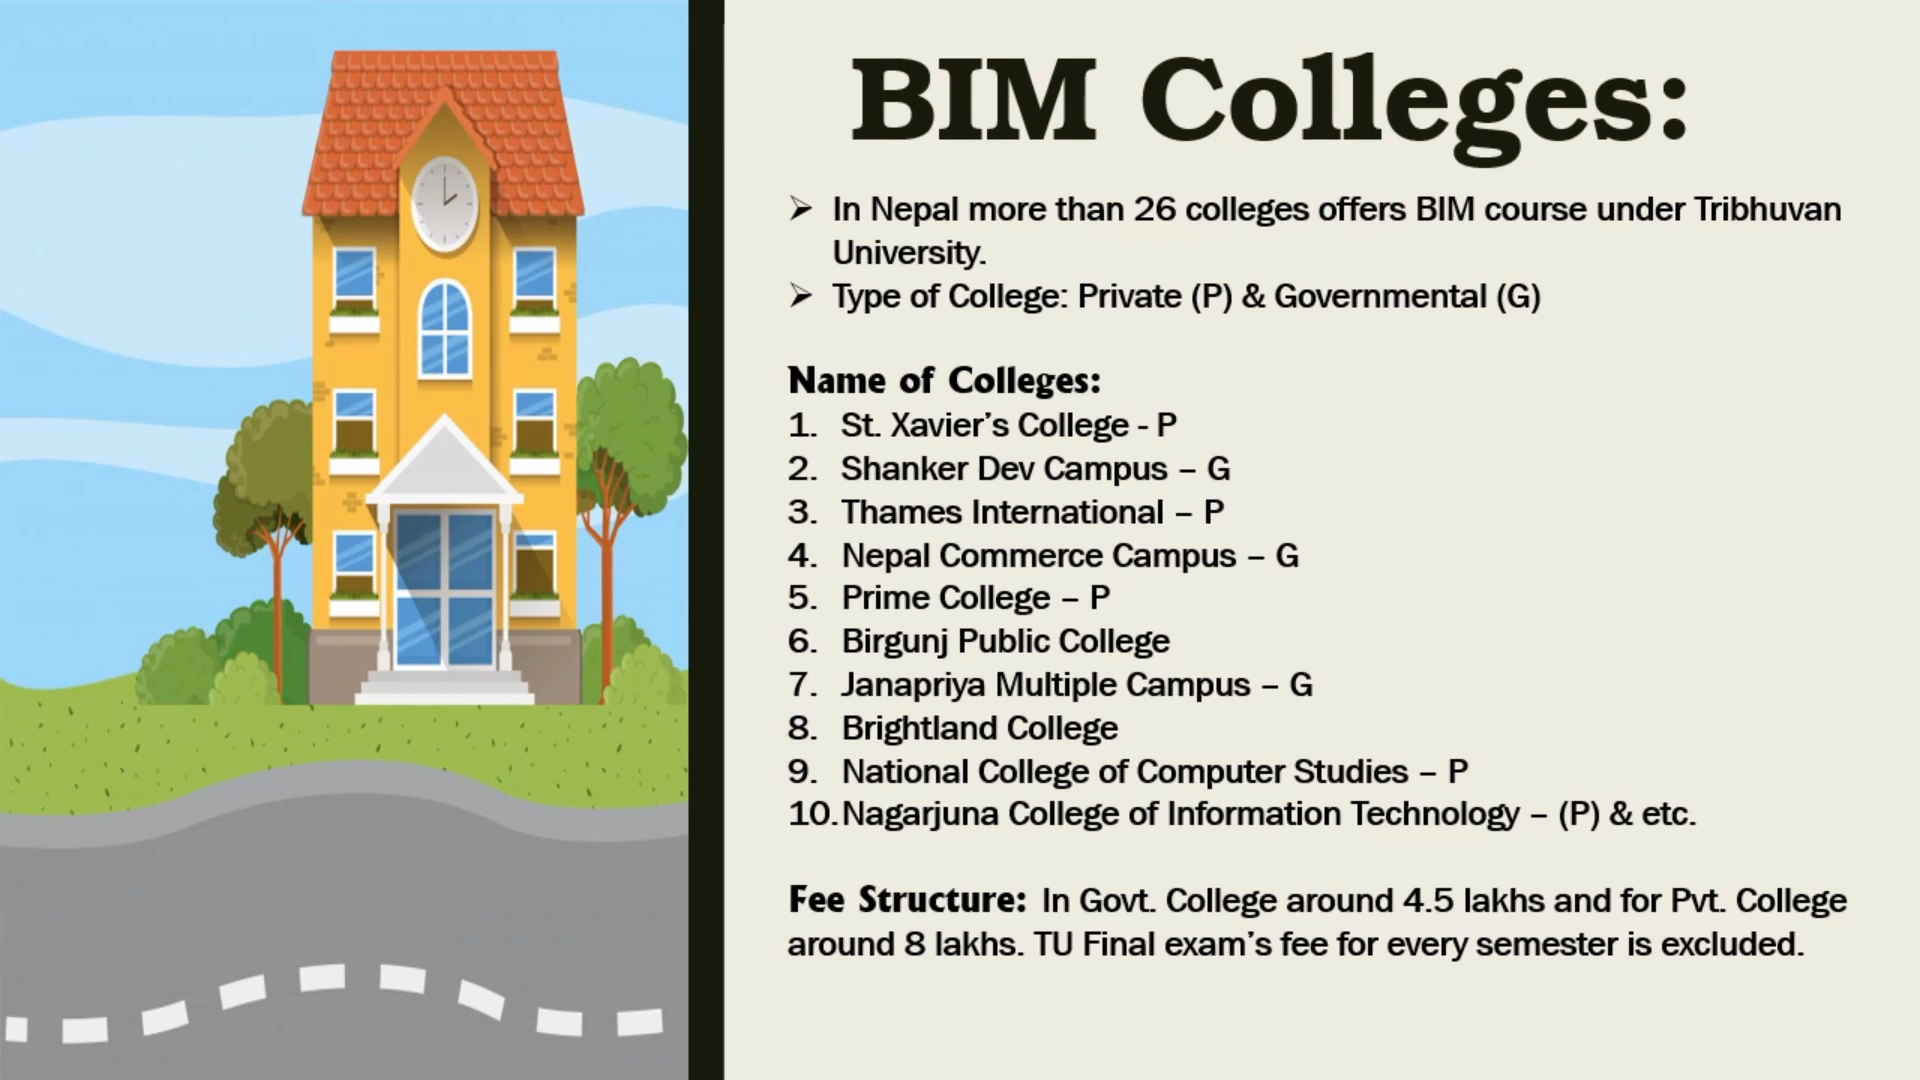 BIM Colleges:
➢ In Nepal more than 26 colleges offers BIM course under Tribhuvan
University.
➢ Type of College: Private (P) & Governmental (G)
Name of Colleges:
1. St. Xavier’s College - P
2. Shanker Dev Campus – G
3. Thames International – P
4. Nepal Commerce Campus – G
5. Prime College – P
6. Birgunj Public College
7. Janapriya Multiple Campus – G
8. Brightland College
9. National College of Computer Studies – P
10. Nagarjuna College of Information Technology – (P) & etc.
Fee Structure: In Govt. College around 4.5 lakhs and for Pvt. College
around 8 lakhs. TU Final exam’s fee for every semester is excluded.